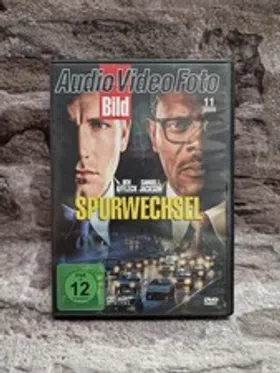 Audio Video Foto
Bild
11
BEN AFFLECK
SAMUEL L. JACKSON
SPURWECHSEL
12
DVD